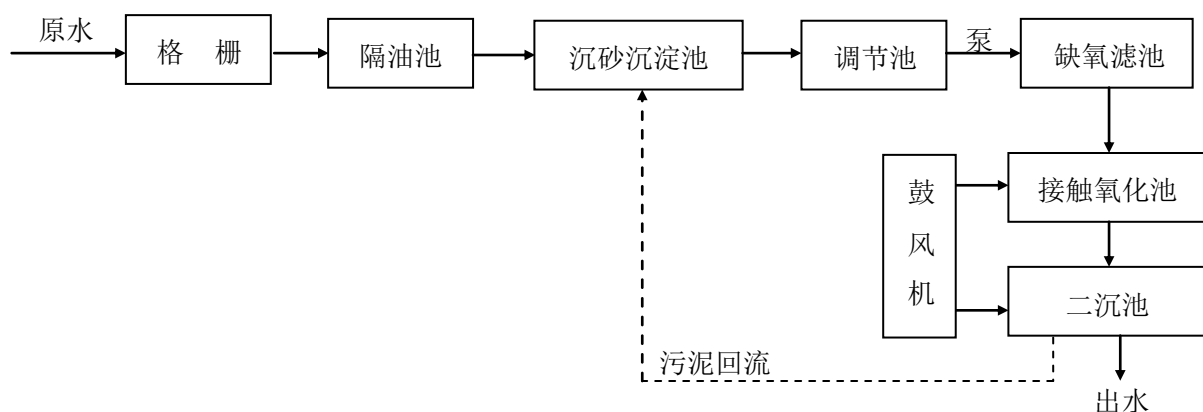 原水
格 栅
隔油池
沉砂沉淀池
调节池
泵
缺氧滤池
鼓风机
接触氧化池
二沉池
污泥回流
出水